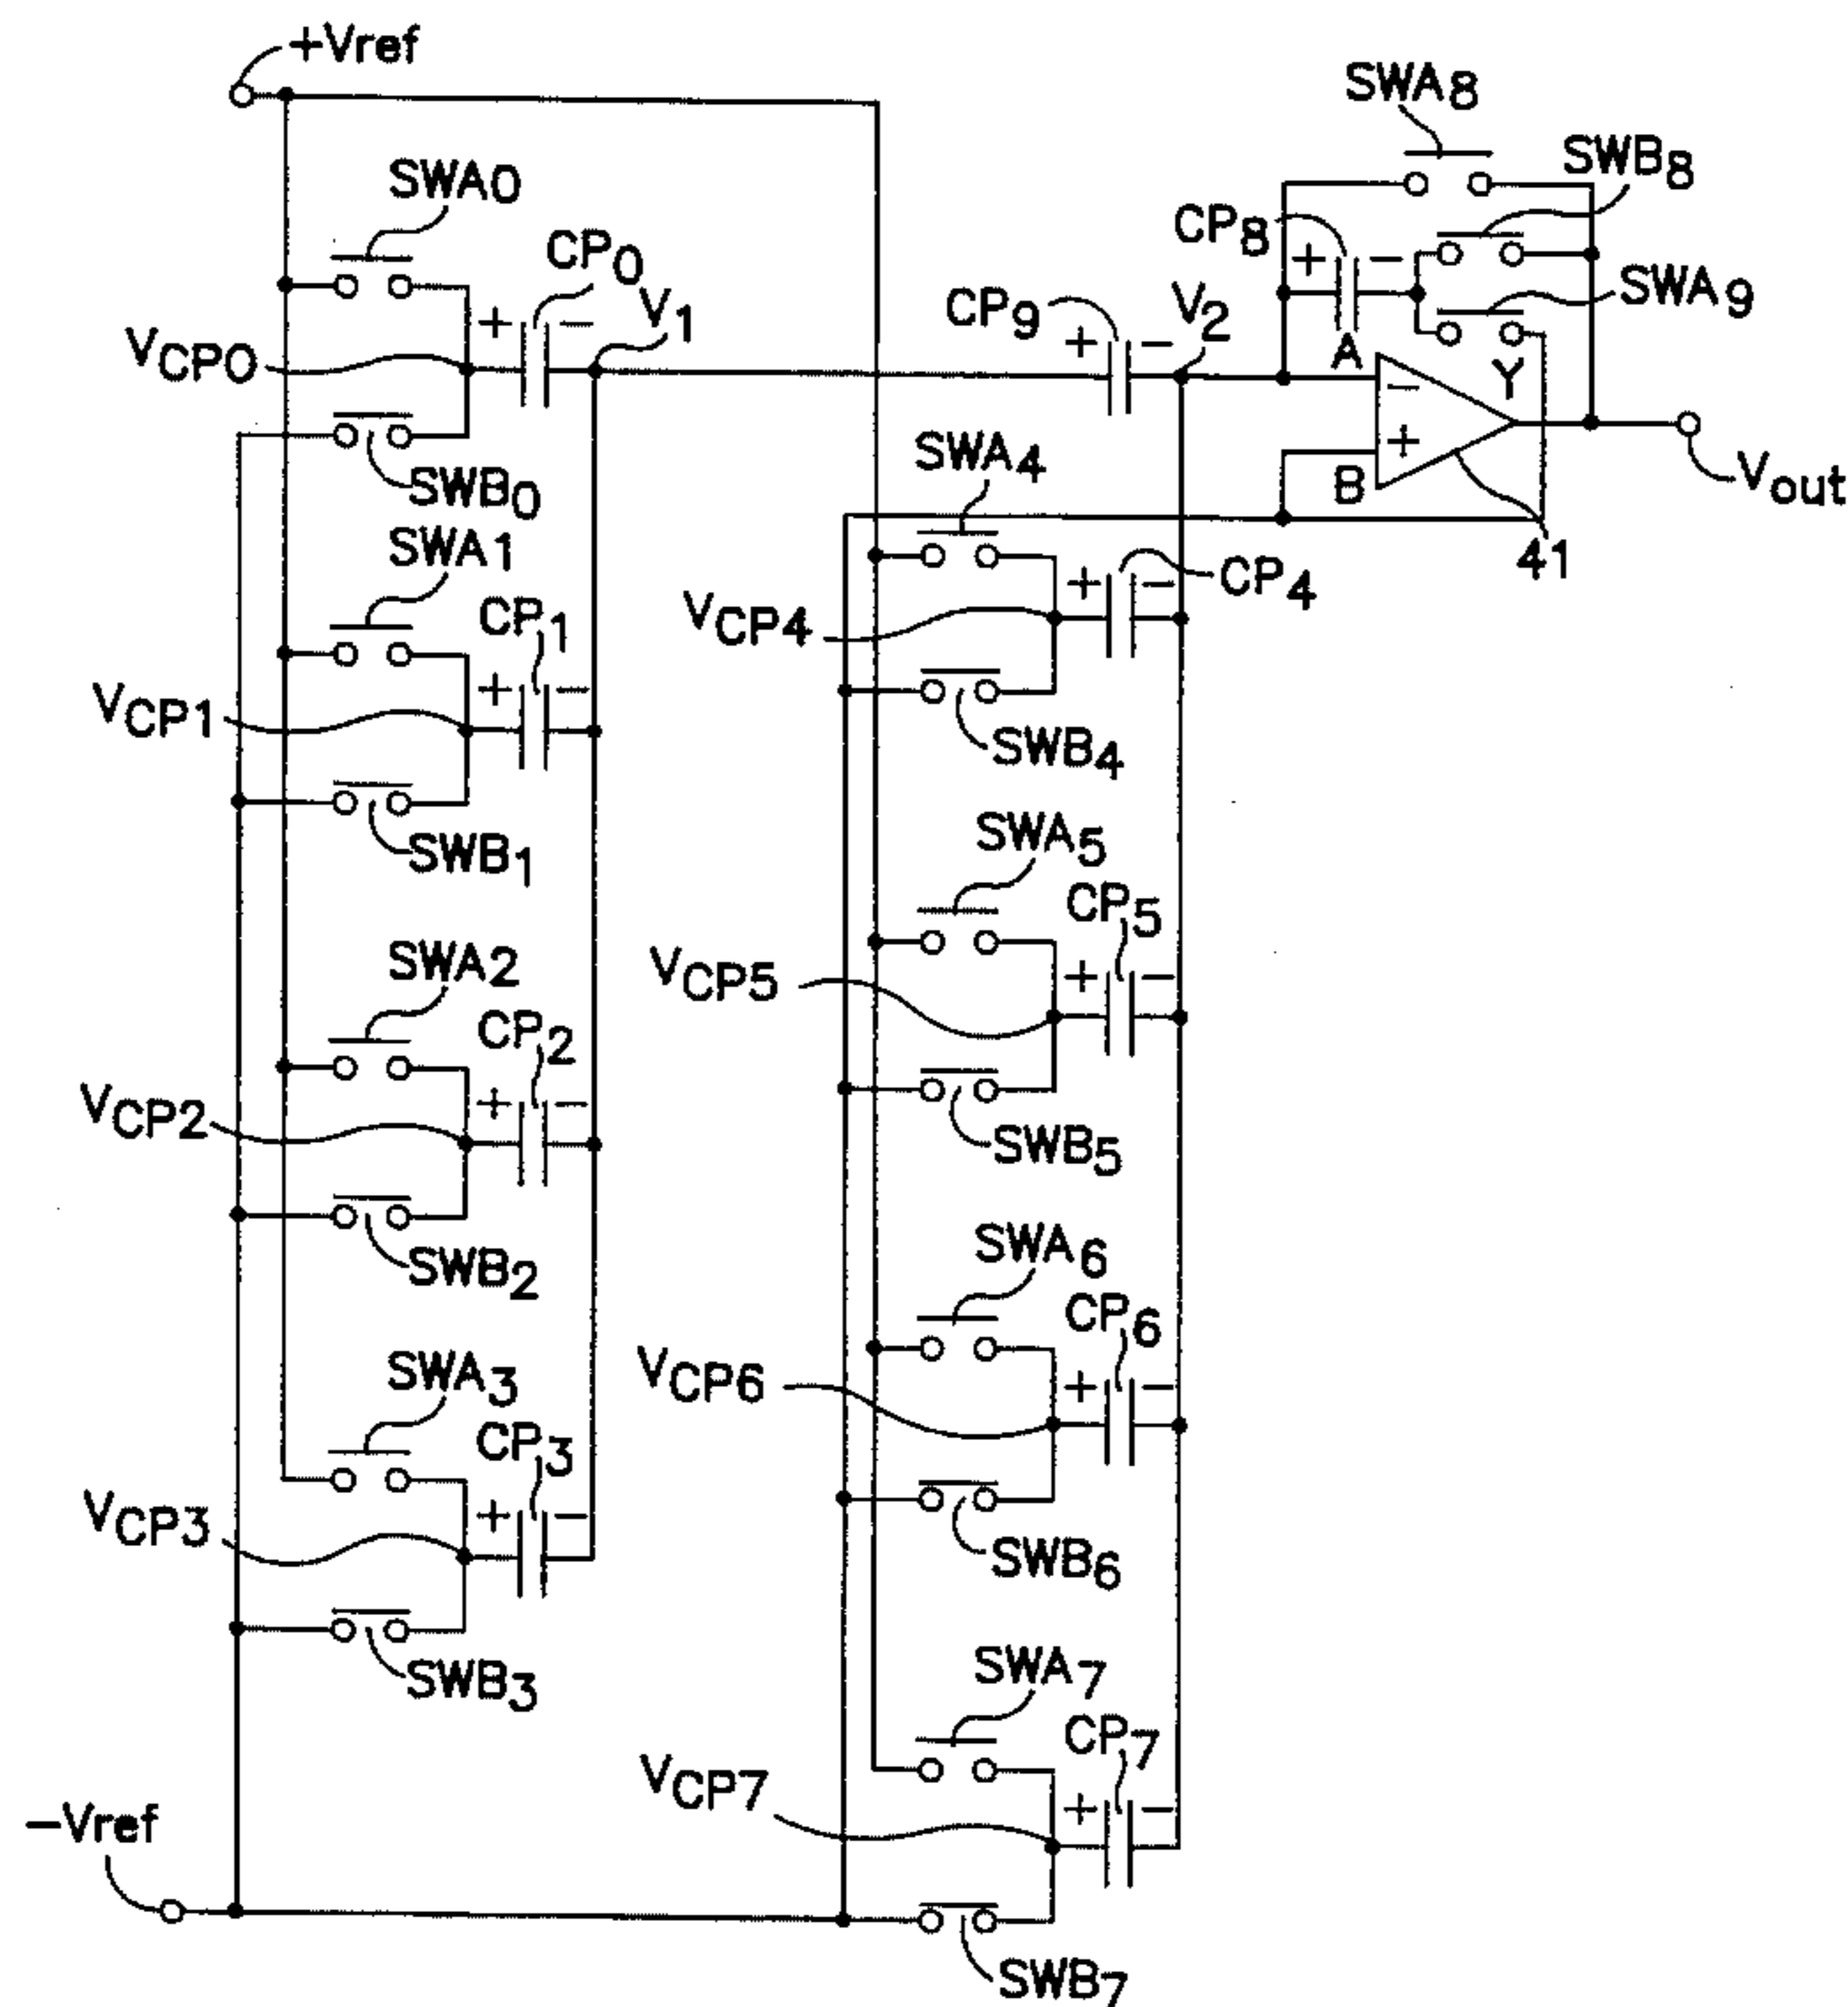 +Vref
SWA8
SWB8
CP8
+ −
SWA9
SWA0
CP0
V1
CP9
V2
A
Y
+ −
+ −
−
VCP0
+
B
Vout
SWB0
SWA4
41
SWA1
CP4
+ −
CP1
VCP4
+ −
VCP1
SWB4
SWB1
SWA5
CP5
SWA2
VCP5
+ −
CP2
VCP2
+ −
SWB5
SWB2
SWA6
CP6
SWA3
VCP6
+ −
CP3
VCP3
+ −
SWB6
SWB3
SWA7
CP7
VCP7
+ −
−Vref
SWB7